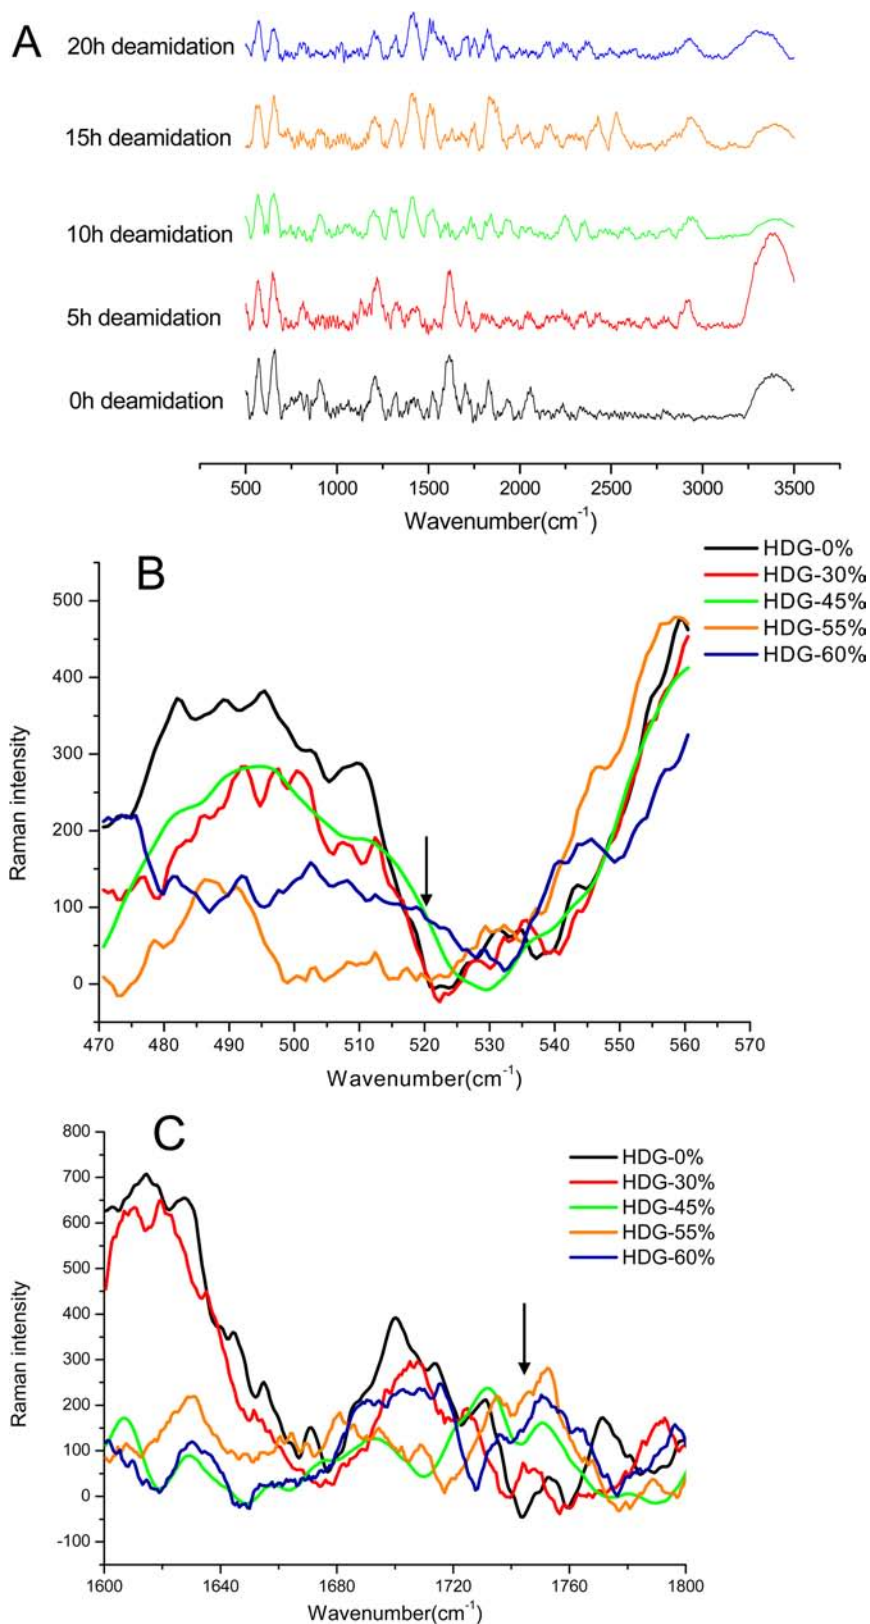 A
20h deamidation
15h deamidation
10h deamidation
5h deamidation
0h deamidation
500 1000 1500 2000 2500 3000 3500
Wavenumber(cm⁻¹)
B
HDG-0%
HDG-30%
HDG-45%
HDG-55%
HDG-60%
Raman intensity
500
400
300
200
100
0
470 480 490 500 510 520 530 540 550 560 570
Wavenumber(cm⁻¹)
C
HDG-0%
HDG-30%
HDG-45%
HDG-55%
HDG-60%
Raman intensity
800
700
600
500
400
300
200
100
0
-100
1600 1640 1680 1720 1760 1800
Wavenumber(cm⁻¹)